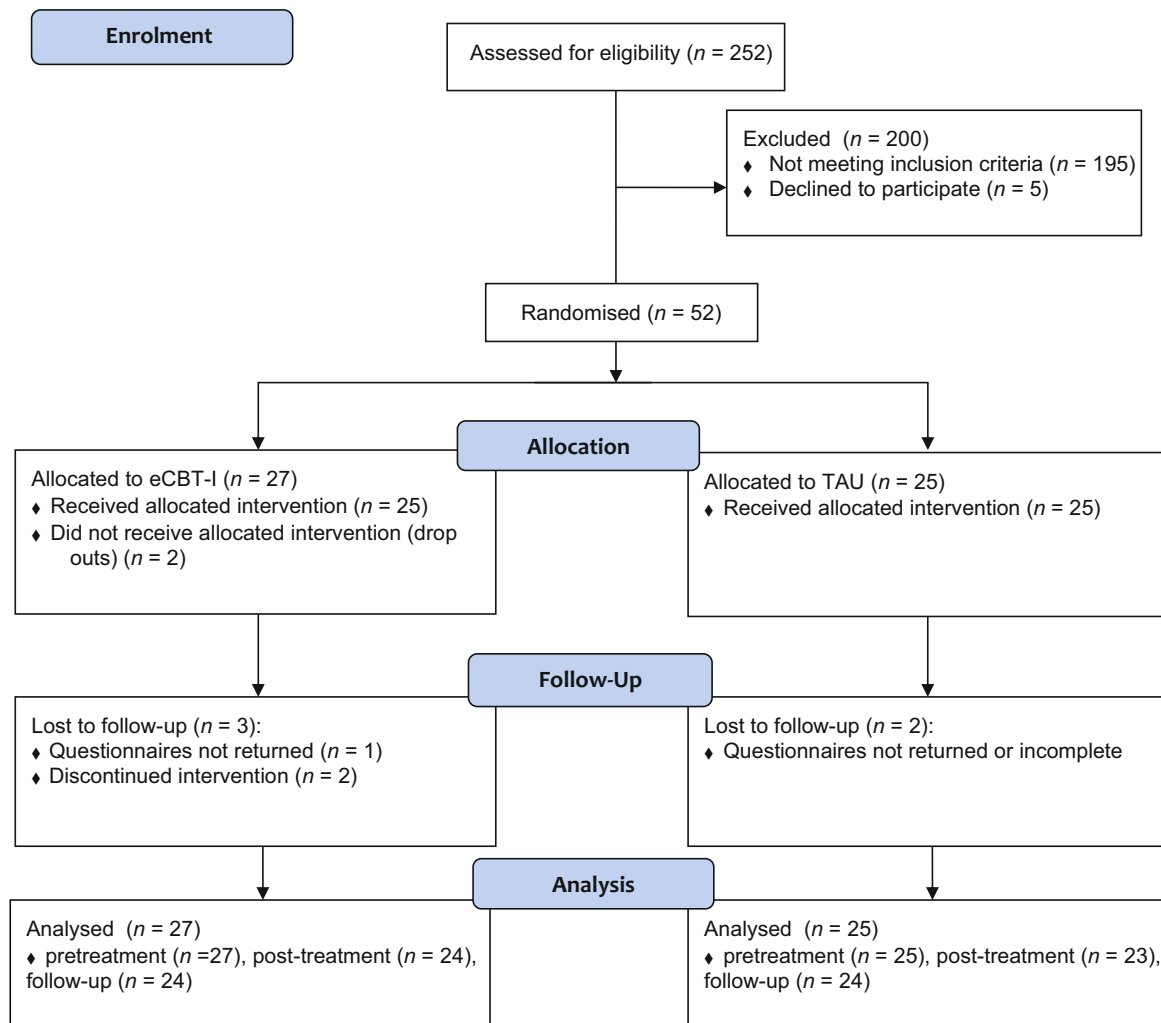 Enrolment
Assessed for eligibility (n = 252)
Excluded (n = 200)
♦ Not meeting inclusion criteria (n = 195)
♦ Declined to participate (n = 5)
Randomised (n = 52)
Allocation
Allocated to eCBT-I (n = 27)
♦ Received allocated intervention (n = 25)
♦ Did not receive allocated intervention (drop
outs) (n = 2)
Allocated to TAU (n = 25)
♦ Received allocated intervention (n = 25)
Follow-Up
Lost to follow-up (n = 3):
♦ Questionnaires not returned (n = 1)
♦ Discontinued intervention (n = 2)
Lost to follow-up (n = 2):
♦ Questionnaires not returned or incomplete
Analysis
Analysed (n = 27)
♦ pretreatment (n =27), post-treatment (n = 24),
follow-up (n = 24)
Analysed (n = 25)
♦ pretreatment (n = 25), post-treatment (n = 23),
follow-up (n = 24)